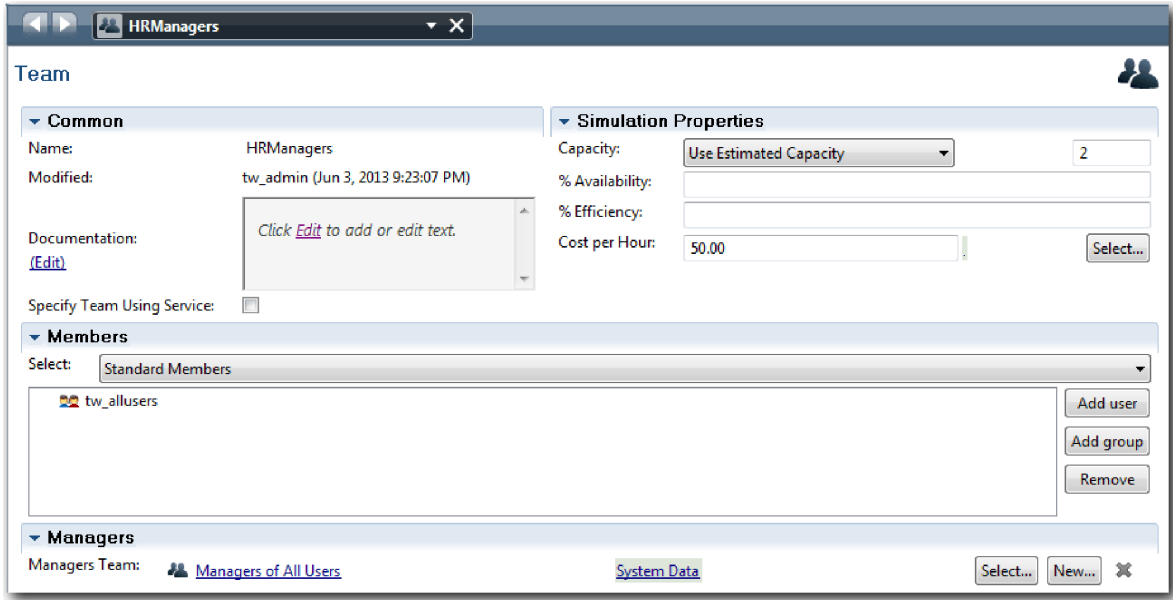 HRManagers
Team
Common
Name: HRManagers
Modified: tw_admin (Jun 3, 2013 9:23:07 PM)
Documentation:
(Edit)
Click Edit to add or edit text.
Specify Team Using Service:
Simulation Properties
Capacity: Use Estimated Capacity 2
% Availability:
% Efficiency:
Cost per Hour: 50.00 Select...
Members
Select: Standard Members
tw_allusers
Add user
Add group
Remove
Managers
Managers Team: Managers of All Users System Data Select... New...